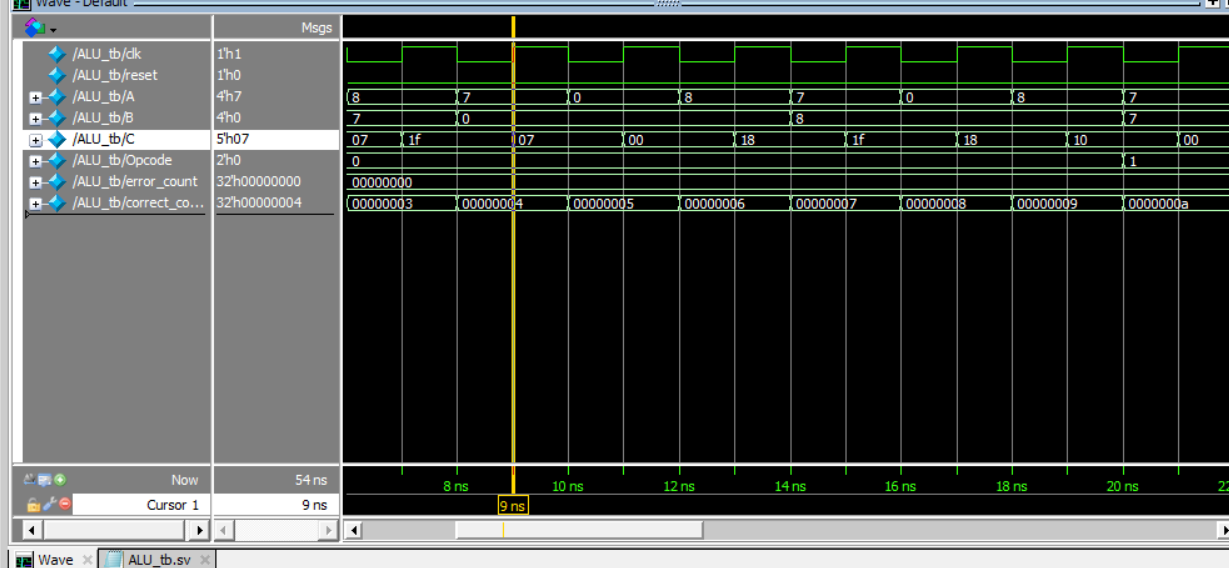 Wave - Default
Msgs
/ALU_tb/clk 1'h1
/ALU_tb/reset 1'h0
/ALU_tb/A 4'h7 8 7 0 8 7 0 8 7
/ALU_tb/B 4'h0 7 0 8 7
/ALU_tb/C 5'h07 07 1f 07 00 18 1f 18 10 00
/ALU_tb/Opcode 2'h0 0 1
/ALU_tb/error_count 32'h00000000 00000000
/ALU_tb/correct_co... 32'h00000004 00000003 00000004 00000005 00000006 00000007 00000008 00000009 0000000a
Now 54 ns 8 ns 10 ns 12 ns 14 ns 16 ns 18 ns 20 ns
Cursor 1 9 ns 9 ns
Wave ALU_tb.sv